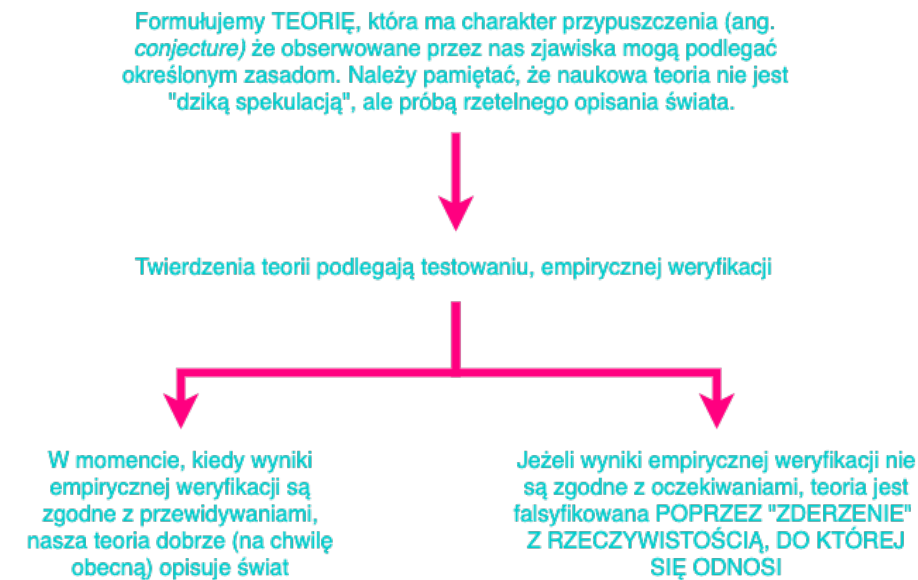 Formułujemy TEORIĘ, która ma charakter przypuszczenia (ang.
conjecture) że obserwowane przez nas zjawiska mogą podlegać
określonym zasadom. Należy pamiętać, że naukowa teoria nie jest
"dziką spekulacją", ale próbą rzetelnego opisania świata.
Twierdzenia teorii podlegają testowaniu, empirycznej weryfikacji
W momencie, kiedy wyniki
empirycznej weryfikacji są
zgodne z przewidywaniami,
nasza teoria dobrze (na chwilę
obecną) opisuje świat
Jeżeli wyniki empirycznej weryfikacji nie
są zgodne z oczekiwaniami, teoria jest
falsyfikowana POPRZEZ "ZDERZENIE"
Z RZECZYWISTOŚCIĄ, DO KTÓREJ
SIĘ ODNOSI